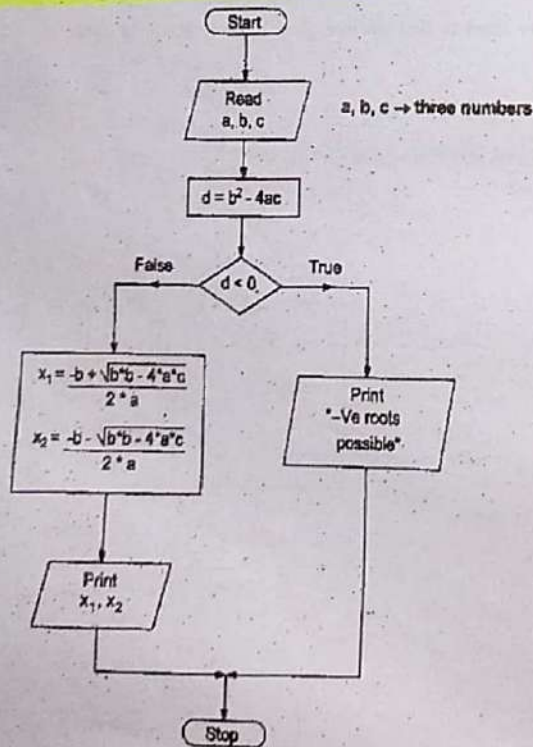 Start
Read
a, b, c
a, b, c → three numbers
d = b² - 4ac
False
True
d < 0
x₁ = -b + √b*b - 4*a*c
2 * a
x₂ = -b - √b*b - 4*a*c
2 * a
Print
"-Ve roots
possible"
Print
x₁, x₂
Stop